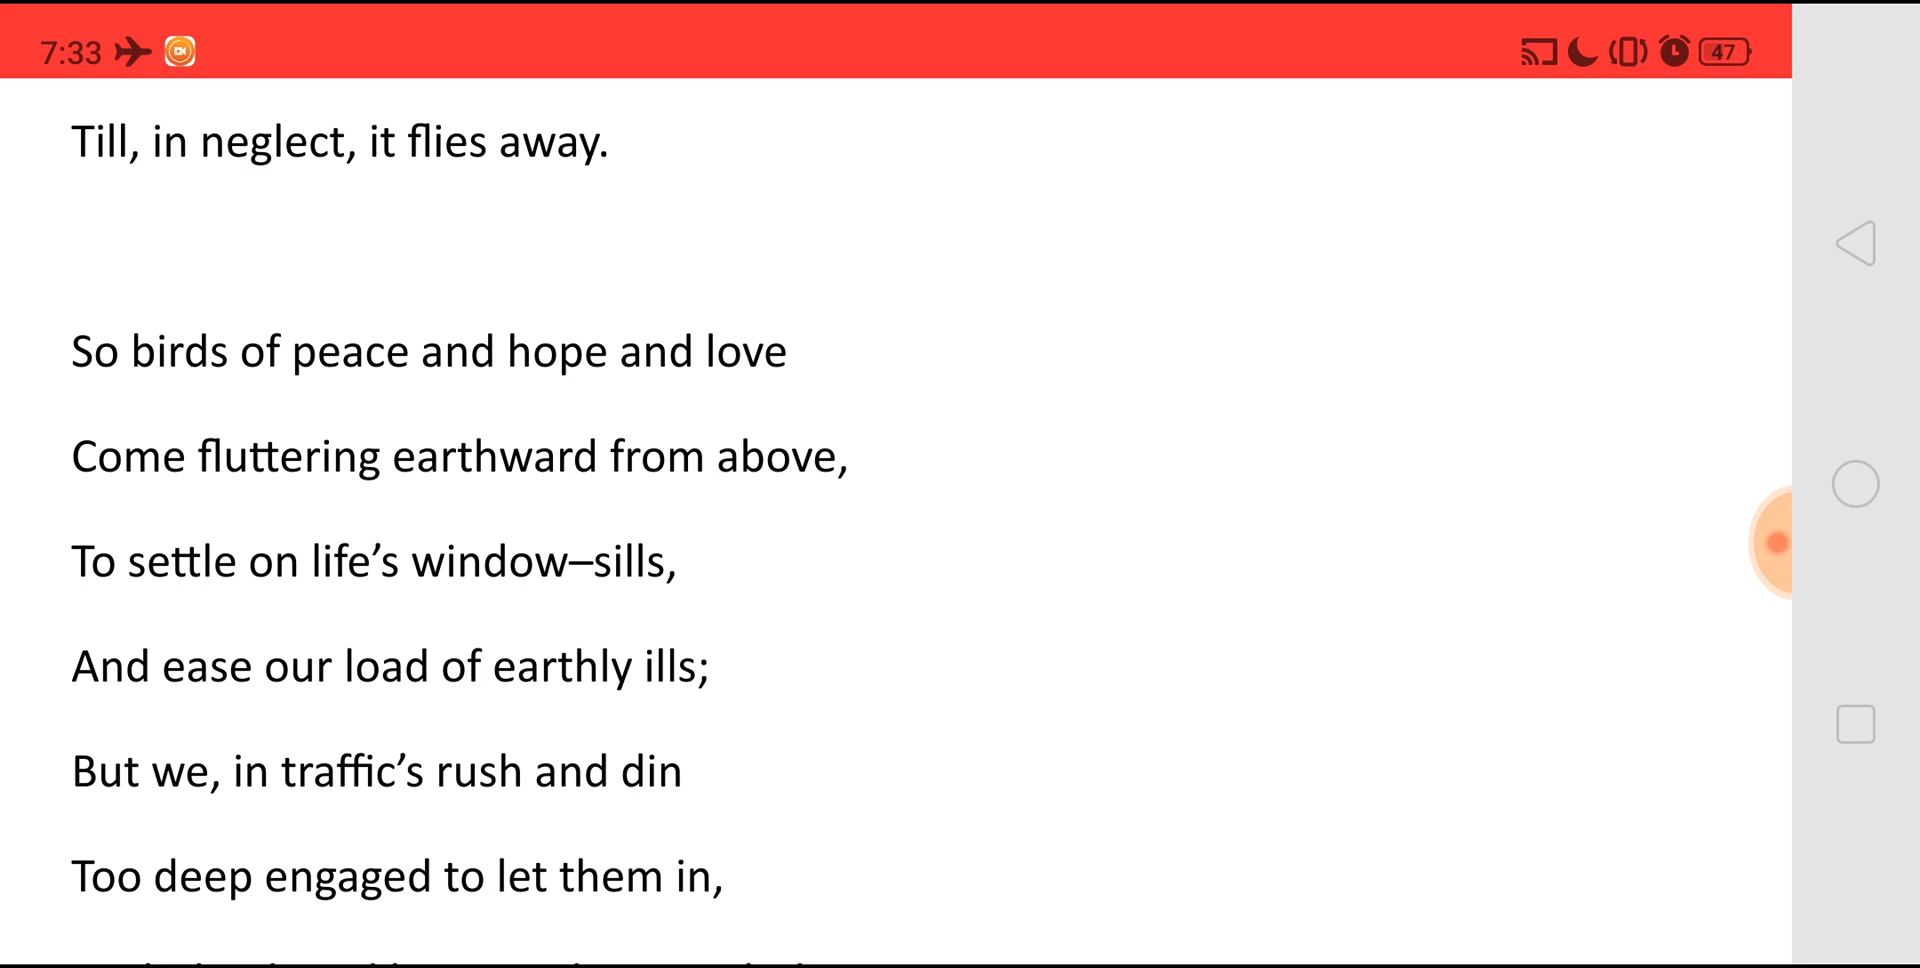 7:33
47
Till, in neglect, it flies away.
So birds of peace and hope and love
Come fluttering earthward from above,
To settle on life’s window–sills,
And ease our load of earthly ills;
But we, in traffic’s rush and din
Too deep engaged to let them in,